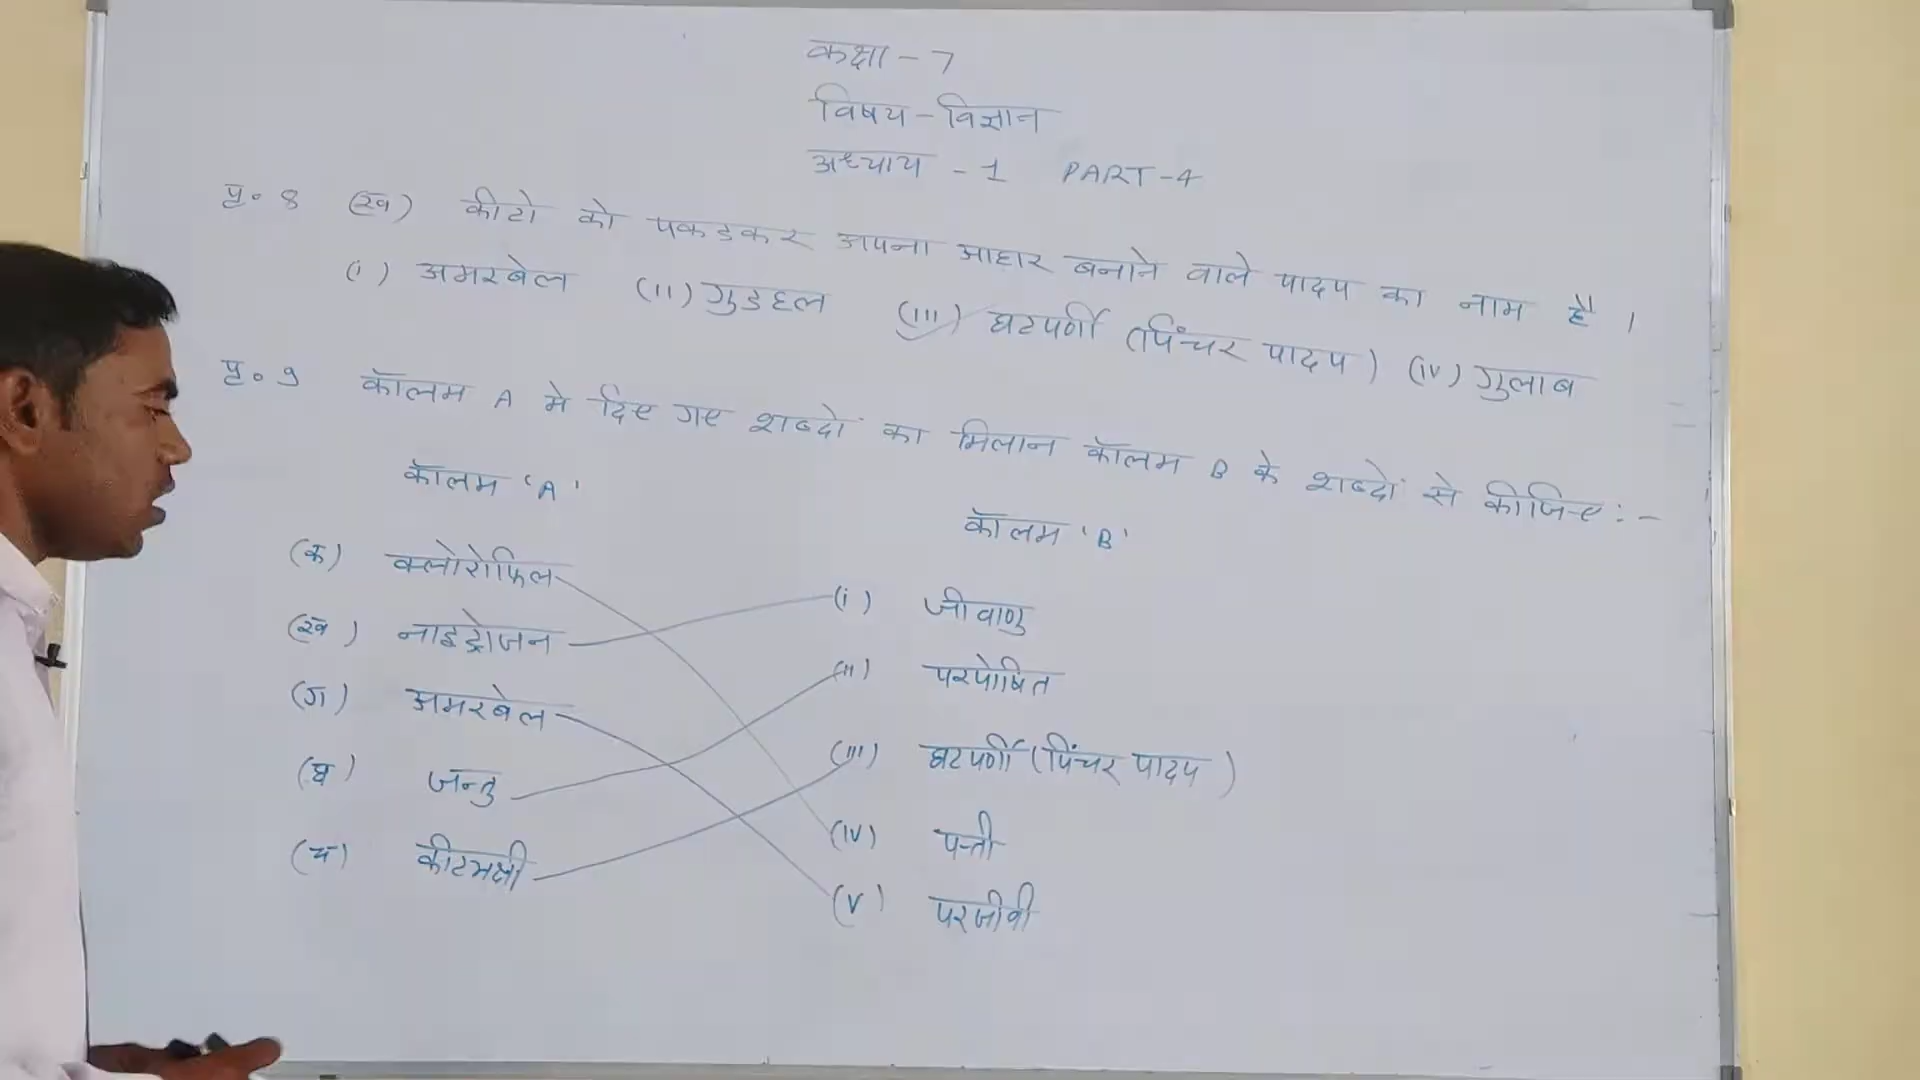 कक्षा - 7
विषय - विज्ञान
अध्याय - 1 PART - 4
प्र० 8 (ख) कीटो को पकडकर अपना आहार बनाने वाले पादप का नाम है ।
(i) अमरबेल (ii) गुडहल (iii) घटपर्णी (पिंचर पादप) (iv) गुलाब
प्र० 9 कॉलम A मे दिए गए शब्दों का मिलान कॉलम B के शब्दों से कीजिए :-
कॉलम 'A' कॉलम 'B'
(क) क्लोरोफिल (i) जीवाणु
(ख) नाइट्रोजन (ii) परपोषित
(ग) अमरबेल (iii) घटपर्णी (पिंचर पादप)
(घ) जन्तु (iv) पत्ती
(च) कीटभक्षी (v) परजीवी